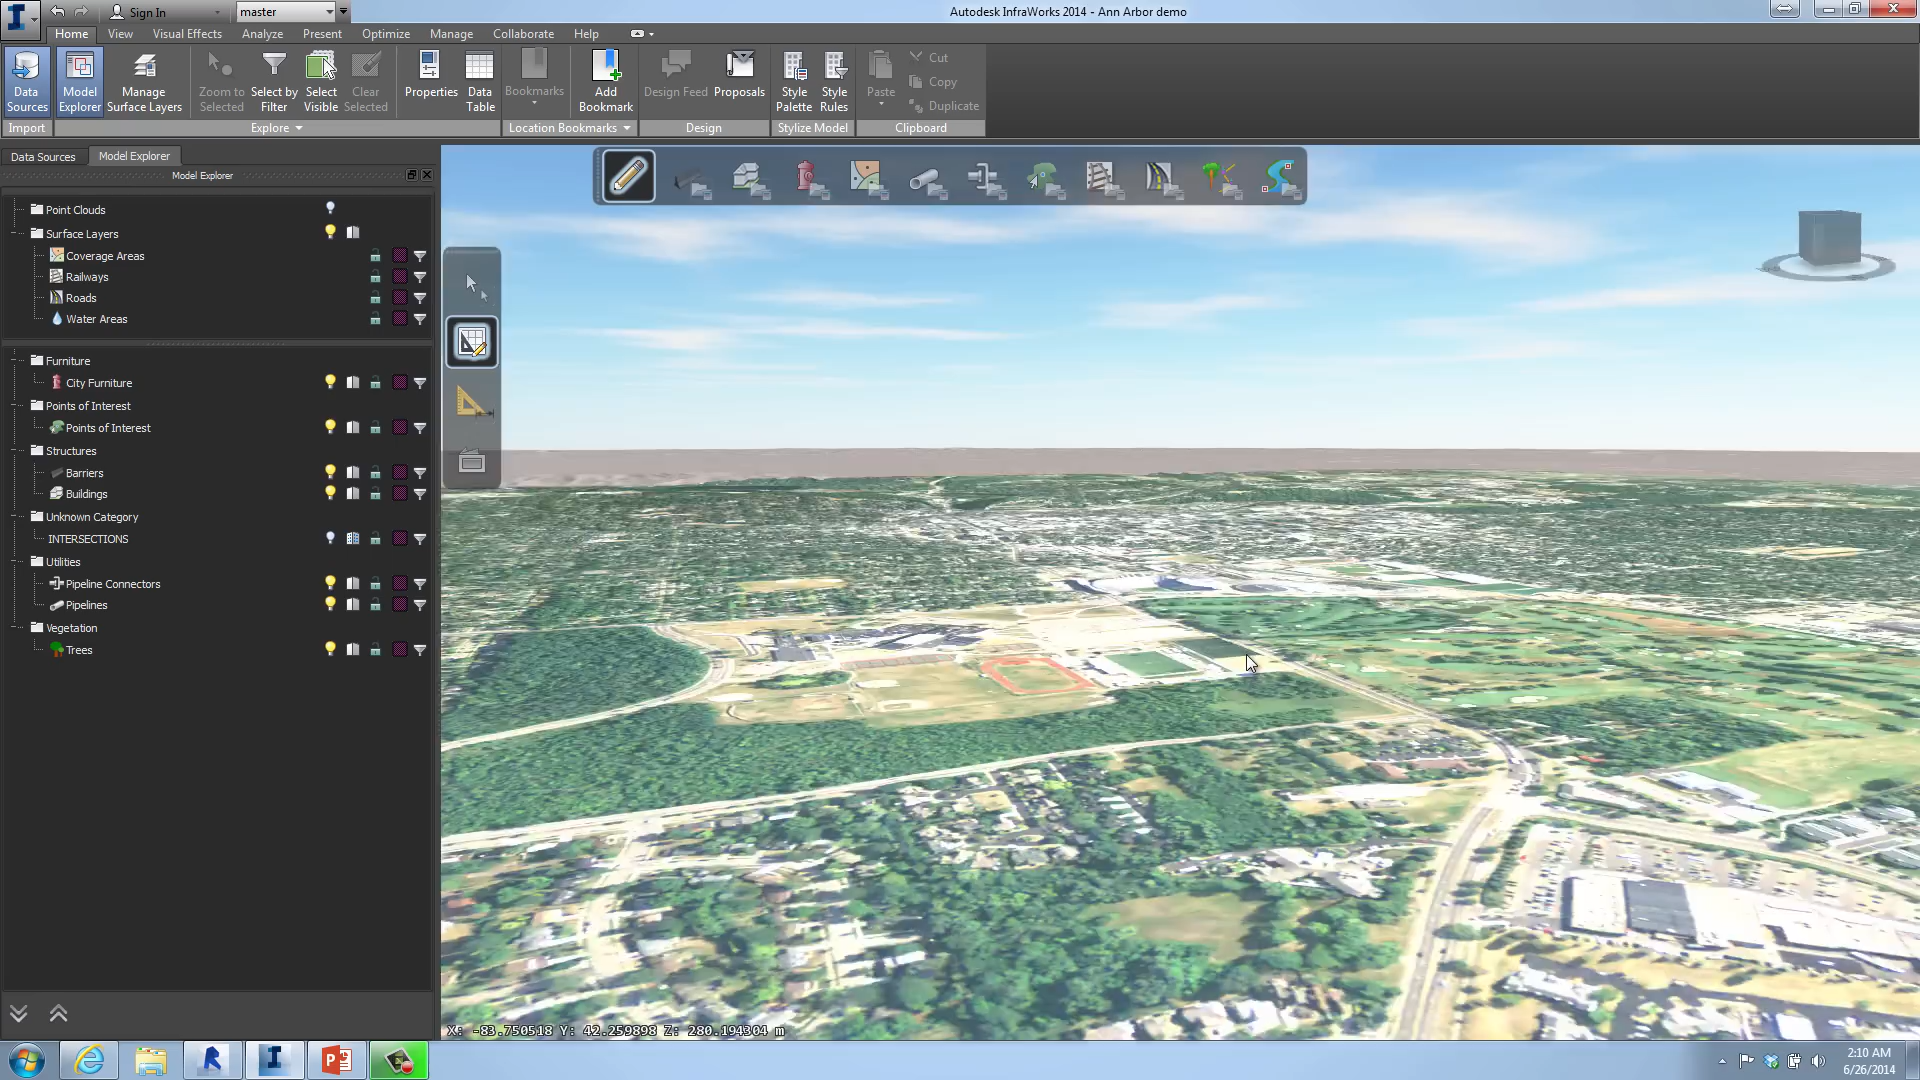 Sign In
master
Autodesk InfraWorks 2014 - Ann Arbor demo
Home View Visual Effects Analyze Present Optimize Manage Collaborate Help
Data Sources
Model Explorer
Manage Surface Layers
Zoom to Selected
Select by Filter
Select Visible
Clear Selected
Properties
Data Table
Bookmarks
Add Bookmark
Design Feed
Proposals
Style Palette
Style Rules
Paste
Cut
Copy
Duplicate
Import
Explore
Location Bookmarks
Design
Stylize Model
Clipboard
Data Sources
Model Explorer
Model Explorer
Point Clouds
Surface Layers
Coverage Areas
Railways
Roads
Water Areas
Furniture
City Furniture
Points of Interest
Points of Interest
Structures
Barriers
Buildings
Unknown Category
INTERSECTIONS
Utilities
Pipeline Connectors
Pipelines
Vegetation
Trees
X: -83.750518 Y: 42.259898 Z: 280.194304 m
2:10 AM
6/26/2014